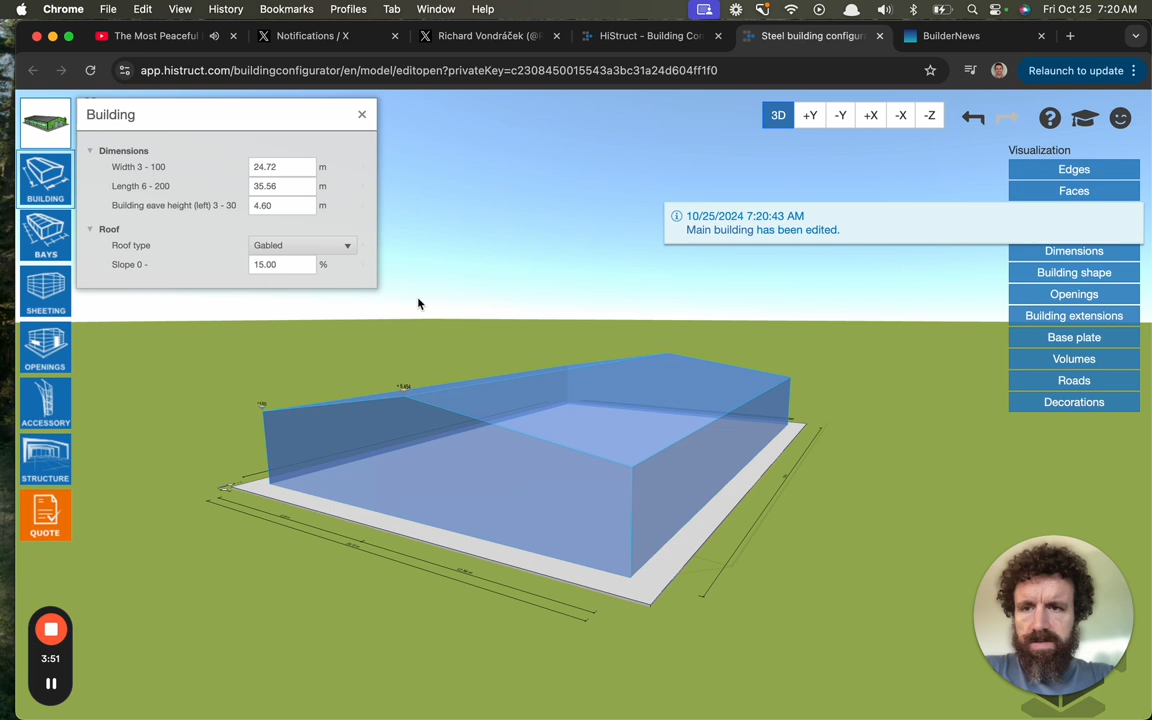 Chrome File Edit View History Bookmarks Profiles Tab Window Help Fri Oct 25 7:20 AM
The Most Peaceful Notifications / X Richard Vondráček (@ HiStruct - Building Con Steel building configur BuilderNews
app.histruct.com/buildingconfigurator/en/model/editopen?privateKey=c2308450015543a3bc31a24d604ff1f0 Relaunch to update
Building
Dimensions
Width 3 - 100 24.72 m
Length 6 - 200 35.56 m
Building eave height (left) 3 - 30 4.60 m
Roof
Roof type Gabled
Slope 0 - 15.00 %
BUILDING
BAYS
SHEETING
OPENINGS
ACCESSORY
STRUCTURE
QUOTE
3D +Y -Y +X -X -Z
Visualization
Edges
Faces
10/25/2024 7:20:43 AM
Main building has been edited.
Dimensions
Building shape
Openings
Building extensions
Base plate
Volumes
Roads
Decorations
3:51